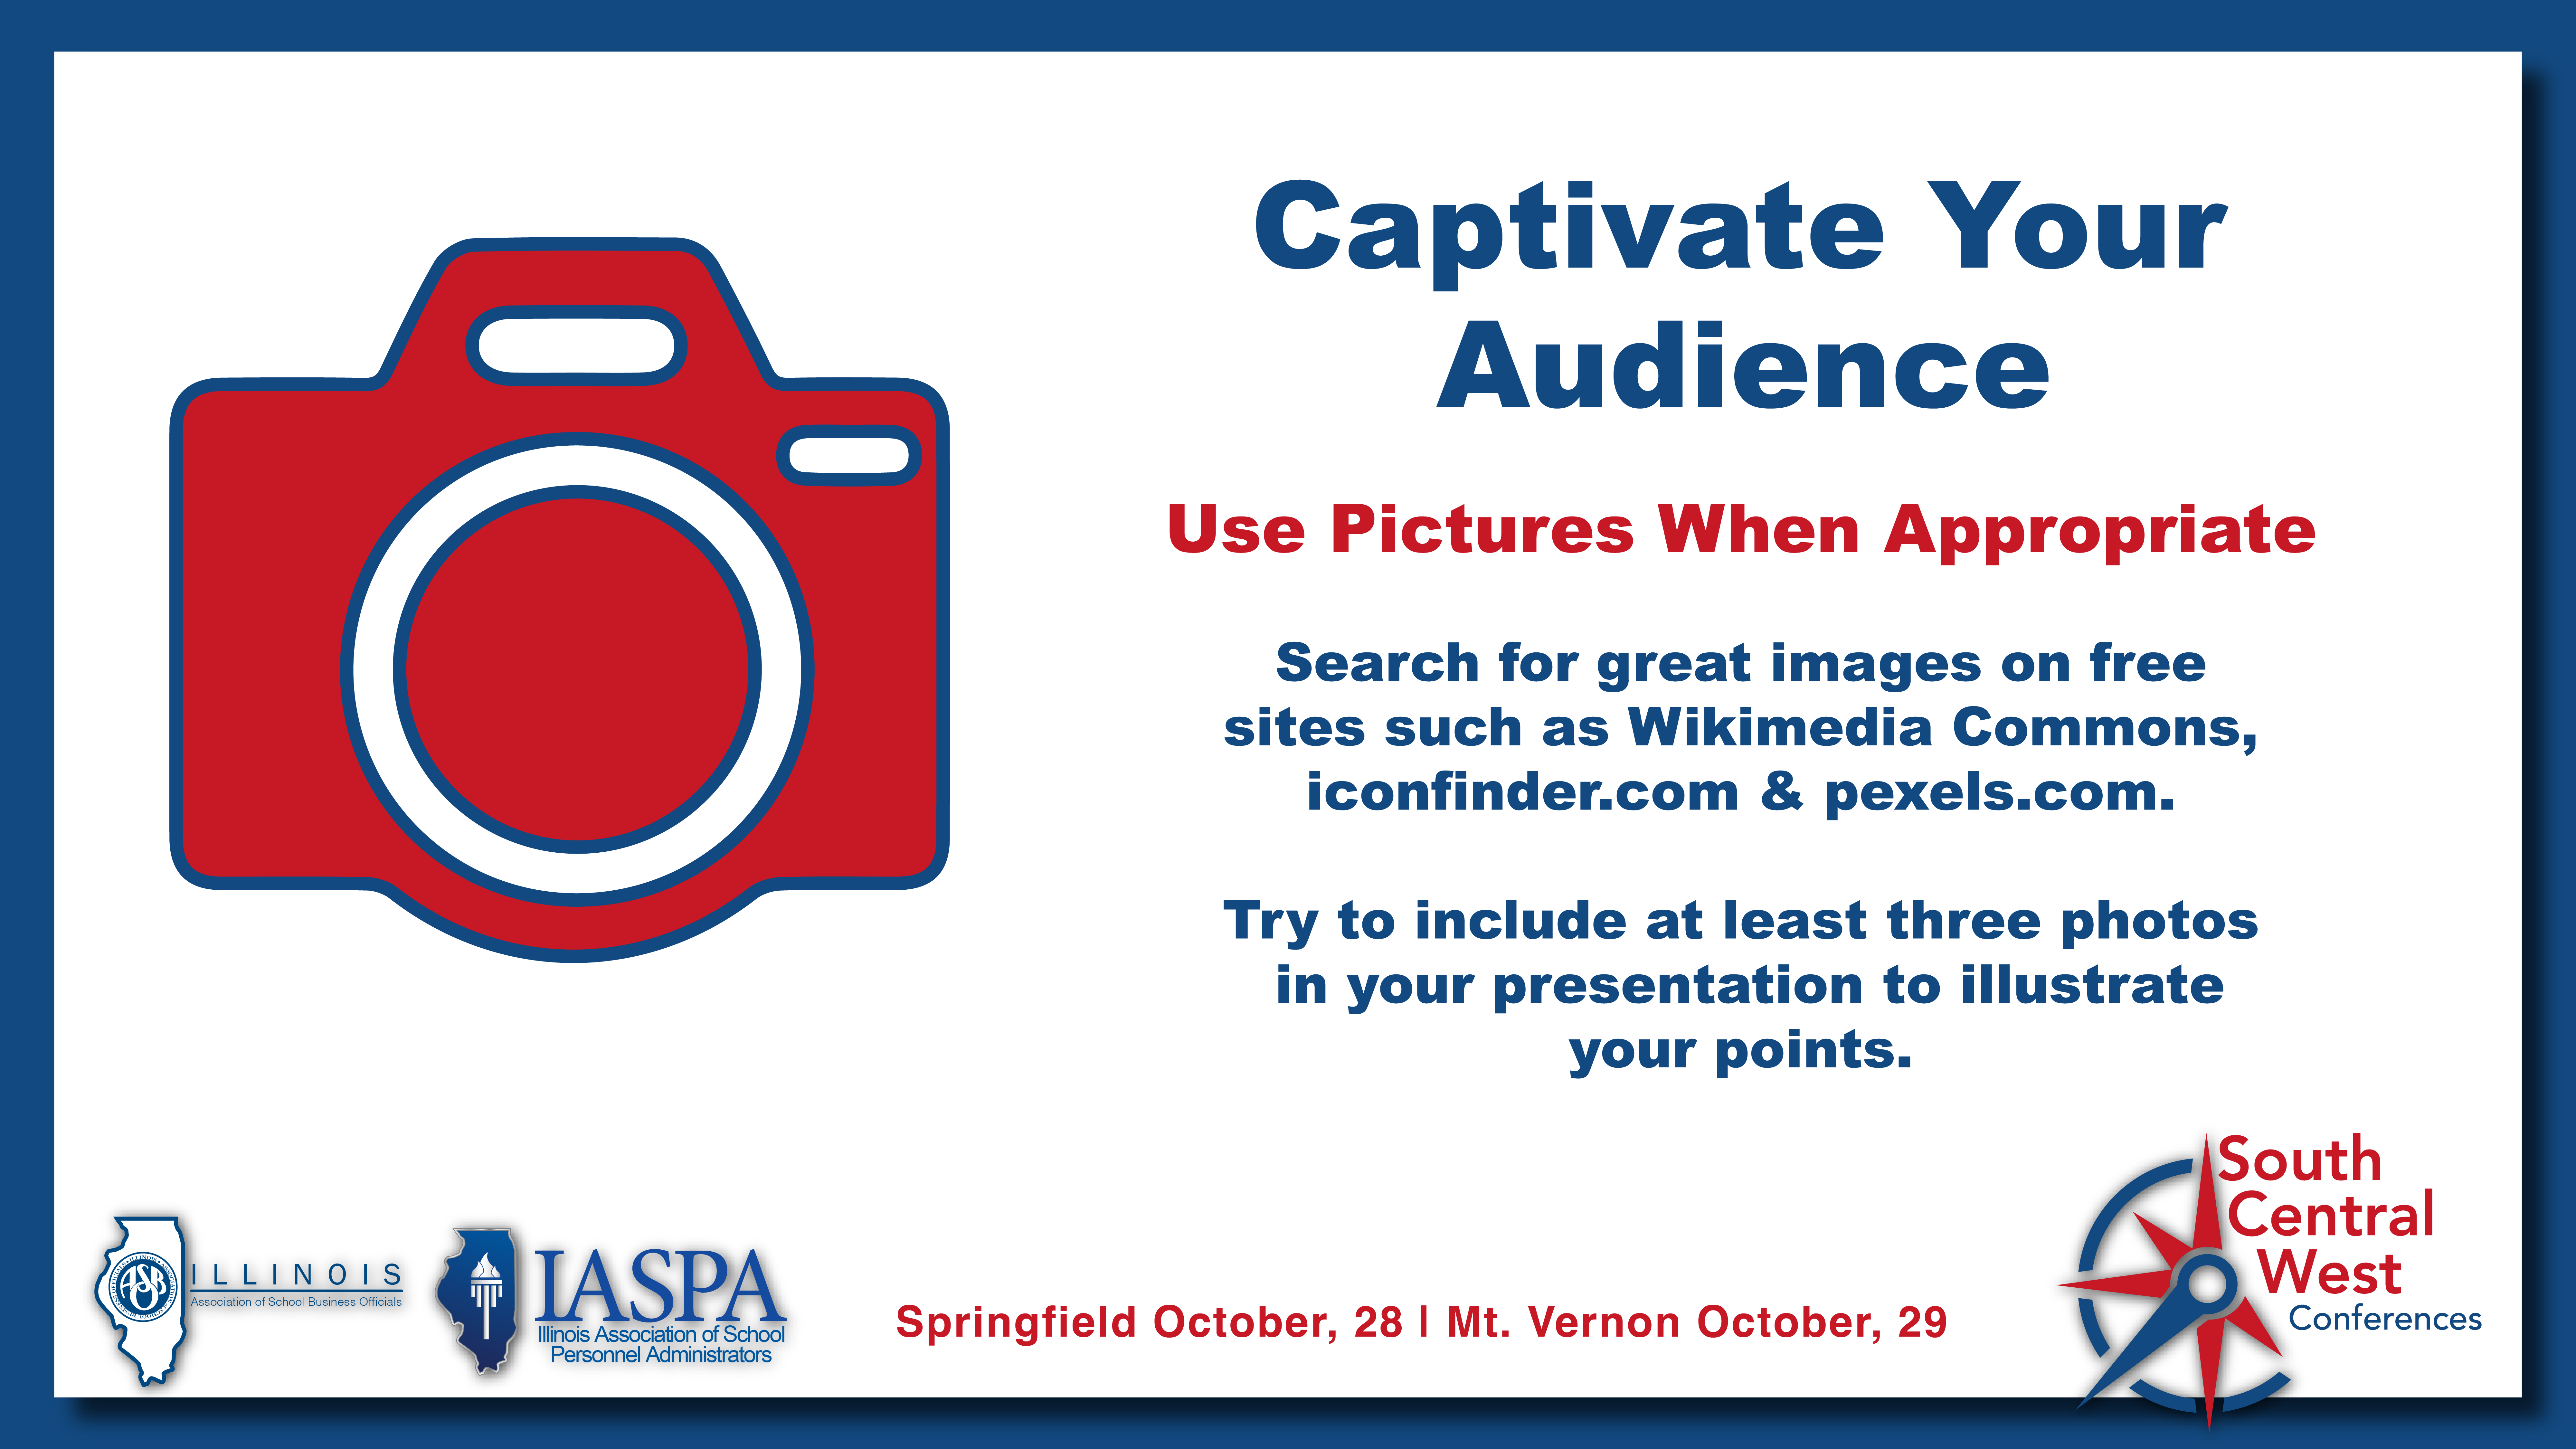 Captivate Your
Audience
Use Pictures When Appropriate
Search for great images on free
sites such as Wikimedia Commons,
iconfinder.com & pexels.com.
Try to include at least three photos
in your presentation to illustrate
your points.
ILLINOIS
Association of School Business Officials
IASPA
Illinois Association of School
Personnel Administrators
Springfield October, 28 | Mt. Vernon October, 29
South
Central
West
Conferences